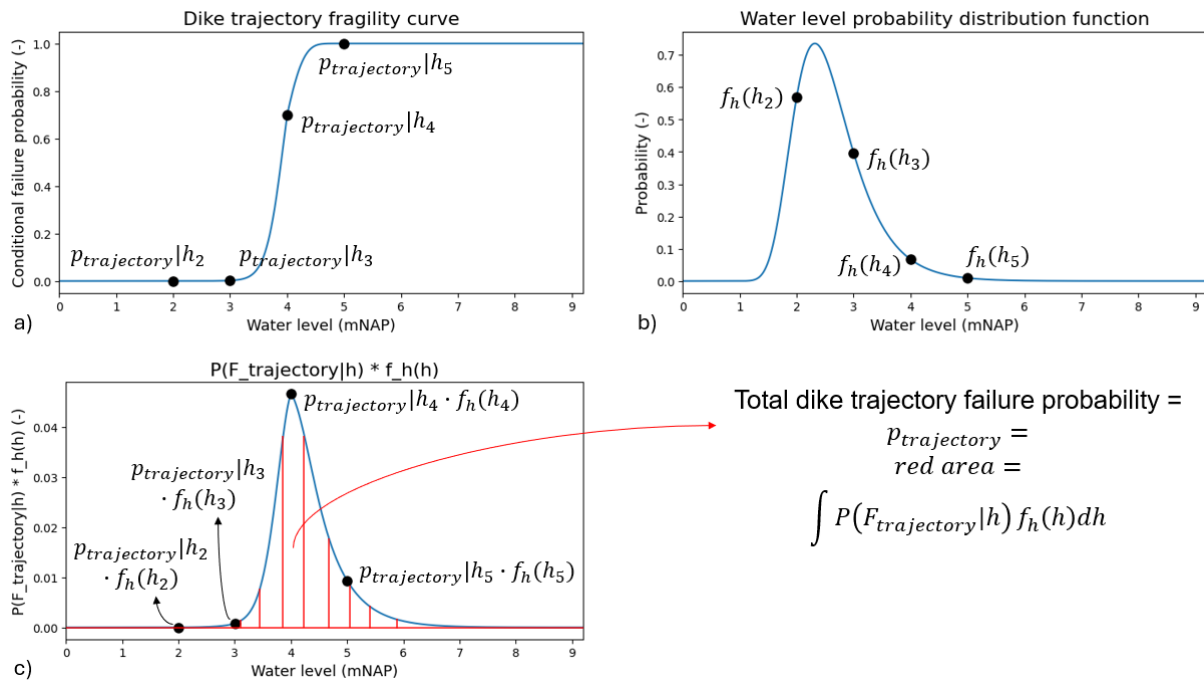 Dike trajectory fragility curve
Conditional failure probability (-)
1.0
0.8
0.6
0.4
0.2
0.0
p_trajectory|h_5
p_trajectory|h_4
p_trajectory|h_2
p_trajectory|h_3
0 1 2 3 4 5 6 7 8 9
Water level (mNAP)
a)
Water level probability distribution function
Probability (-)
0.7
0.6
0.5
0.4
0.3
0.2
0.1
0.0
f_h(h_2)
f_h(h_3)
f_h(h_4)
f_h(h_5)
0 1 2 3 4 5 6 7 8 9
Water level (mNAP)
b)
P(F_trajectory|h) * f_h(h)
P(F_trajectory|h) * f_h(h) (-)
0.04
0.03
0.02
0.01
0.00
p_trajectory|h_4 · f_h(h_4)
p_trajectory|h_3
· f_h(h_3)
p_trajectory|h_2
· f_h(h_2)
p_trajectory|h_5 · f_h(h_5)
0 1 2 3 4 5 6 7 8 9
Water level (mNAP)
c)
Total dike trajectory failure probability =
p_trajectory =
red area =
∫ P(F_trajectory|h) f_h(h)dh